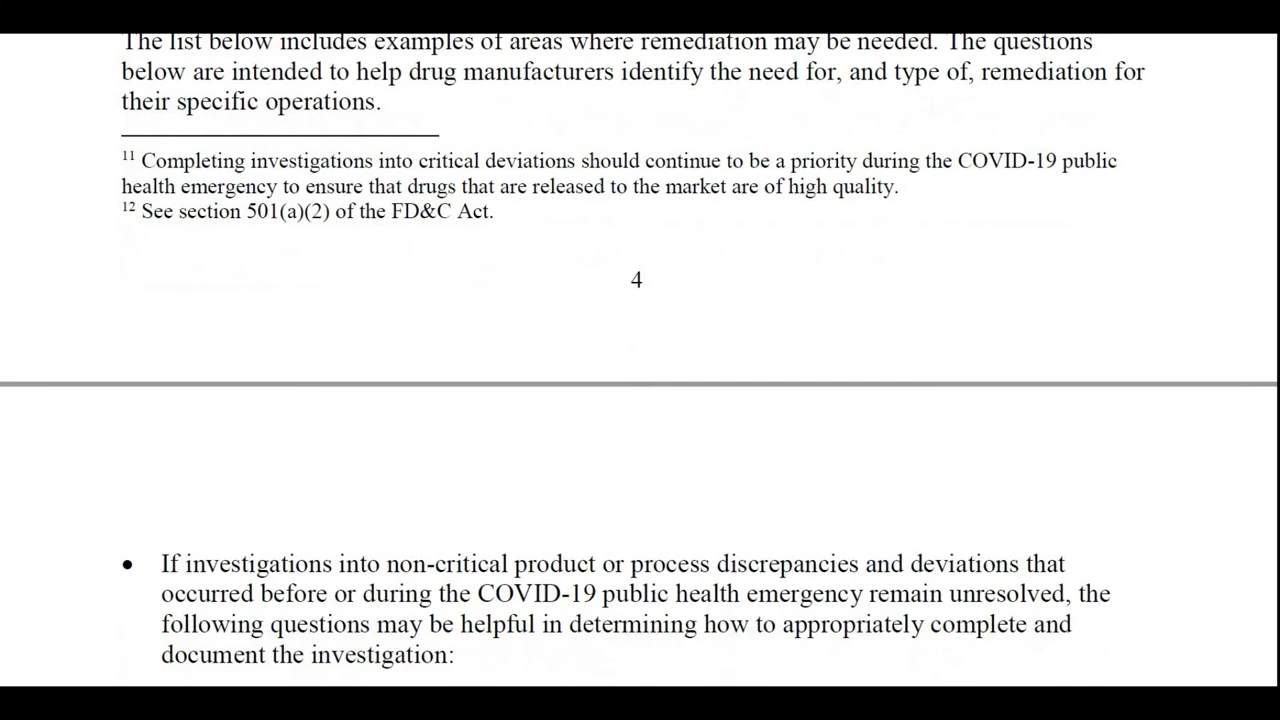 The list below includes examples of areas where remediation may be needed. The questions
below are intended to help drug manufacturers identify the need for, and type of, remediation for
their specific operations.
11 Completing investigations into critical deviations should continue to be a priority during the COVID-19 public
health emergency to ensure that drugs that are released to the market are of high quality.
12 See section 501(a)(2) of the FD&C Act.
4
• If investigations into non-critical product or process discrepancies and deviations that
occurred before or during the COVID-19 public health emergency remain unresolved, the
following questions may be helpful in determining how to appropriately complete and
document the investigation: